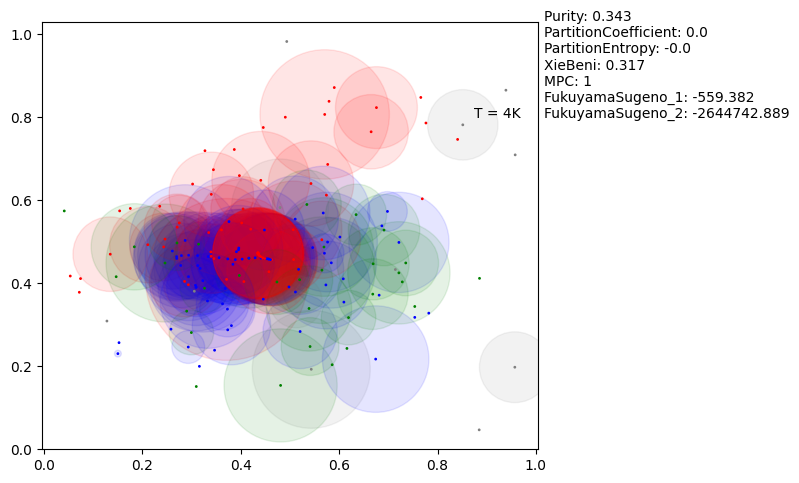 Purity: 0.343
PartitionCoefficient: 0.0
PartitionEntropy: -0.0
XieBeni: 0.317
MPC: 1
FukuyamaSugeno_1: -559.382
FukuyamaSugeno_2: -2644742.889
T = 4K
1.0
0.8
0.6
0.4
0.2
0.0
0.0 0.2 0.4 0.6 0.8 1.0